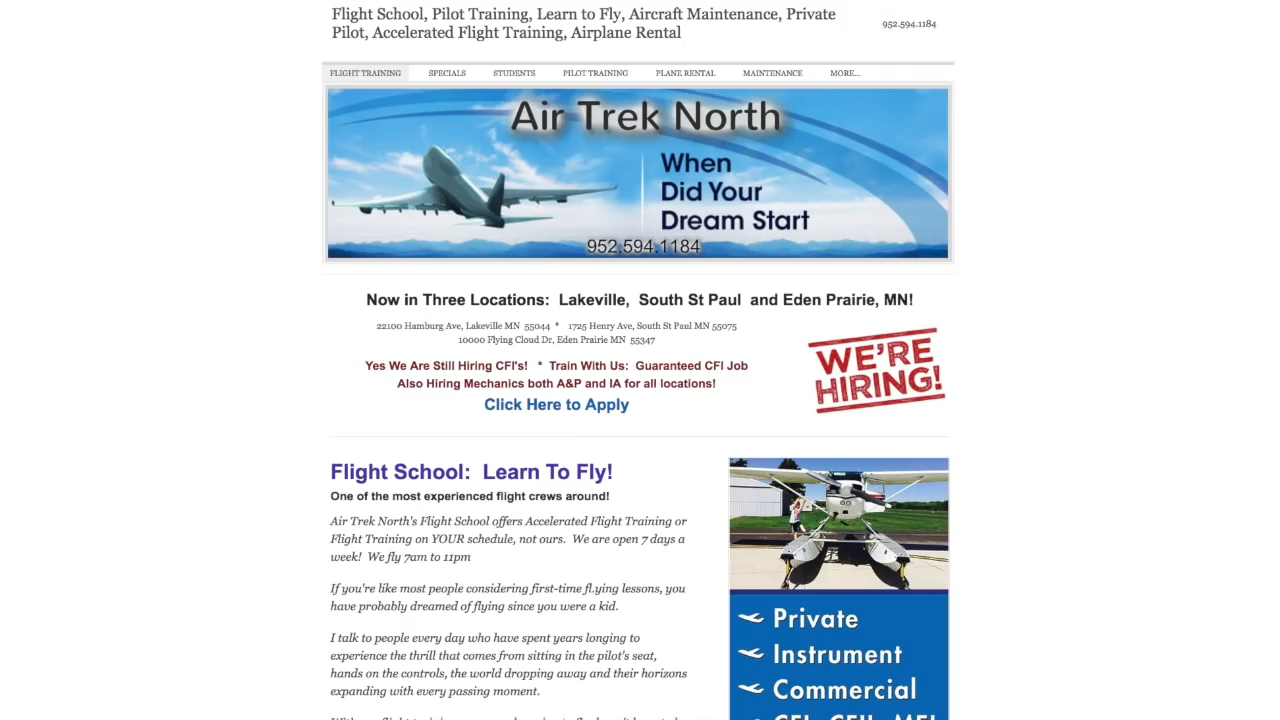 Flight School, Pilot Training, Learn to Fly, Aircraft Maintenance, Private
Pilot, Accelerated Flight Training, Airplane Rental
952.594.1184
FLIGHT TRAINING SPECIALS STUDENTS PILOT TRAINING PLANE RENTAL MAINTENANCE MORE...
Air Trek North
When
Did Your
Dream Start
952.594.1184
Now in Three Locations: Lakeville, South St Paul and Eden Prairie, MN!
22100 Hamburg Ave, Lakeville MN 55044 * 1725 Henry Ave, South St Paul MN 55075
10000 Flying Cloud Dr, Eden Prairie MN 55347
Yes We Are Still Hiring CFI's! * Train With Us: Guaranteed CFI Job
Also Hiring Mechanics both A&P and IA for all locations!
Click Here to Apply
WE'RE
HIRING!
Flight School: Learn To Fly!
One of the most experienced flight crews around!
Air Trek North's Flight School offers Accelerated Flight Training or
Flight Training on YOUR schedule, not ours. We are open 7 days a
week! We fly 7am to 11pm
If you're like most people considering first-time fl.ying lessons, you
have probably dreamed of flying since you were a kid.
I talk to people every day who have spent years longing to
experience the thrill that comes from sitting in the pilot's seat,
hands on the controls, the world dropping away and their horizons
expanding with every passing moment.
Private
Instrument
Commercial
CFI, CFII, MEI